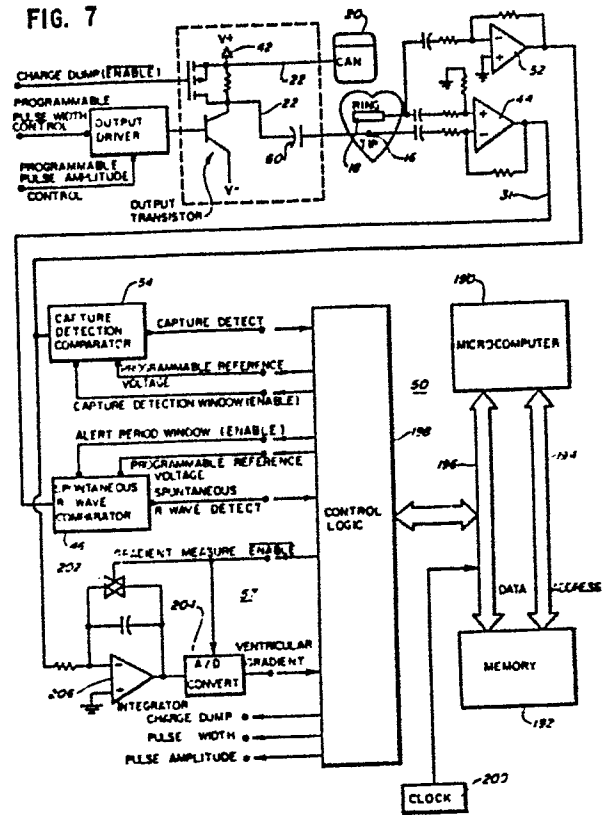 FIG. 7
V+
42
20
CAN
22
CHARGE DUMP (ENABLE)
22
52
PROGRAMMABLE
PULSE WIDTH
CONTROL
OUTPUT
DRIVER
RING
44
PROGRAMMABLE
PULSE AMPLITUDE
CONTROL
60
18
TIP
16
V-
31
OUTPUT
TRANSISTOR
54
CAPTURE
DETECTION
COMPARATOR
CAPTURE DETECT
PROGRAMMABLE REFERENCE
VOLTAGE
CAPTURE DETECTION WINDOW (ENABLE)
190
MICROCOMPUTER
50
198
ALERT PERIOD WINDOW (ENABLE)
PROGRAMMABLE REFERENCE
VOLTAGE
196
194
SPONTANEOUS
R WAVE
COMPARATOR
SPONTANEOUS
R WAVE DETECT
CONTROL
LOGIC
46
202
GRADIENT MEASURE ENABLE
204
57
DATA
ADDRESS
A/D
CONVERT
VENTRICULAR
GRADIENT
206
INTEGRATOR
MEMORY
CHARGE DUMP
192
PULSE WIDTH
PULSE AMPLITUDE
CLOCK
200